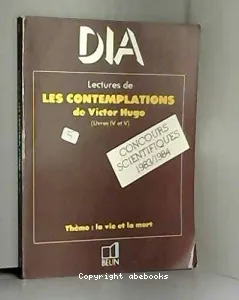 DIA
Lectures de
LES CONTEMPLATIONS
de Victor Hugo
(Livres IV et V)
CONCOURS
SCIENTIFIQUES
1983/1984
Thème : la vie et la mort
BELIN
Copyright abebooks